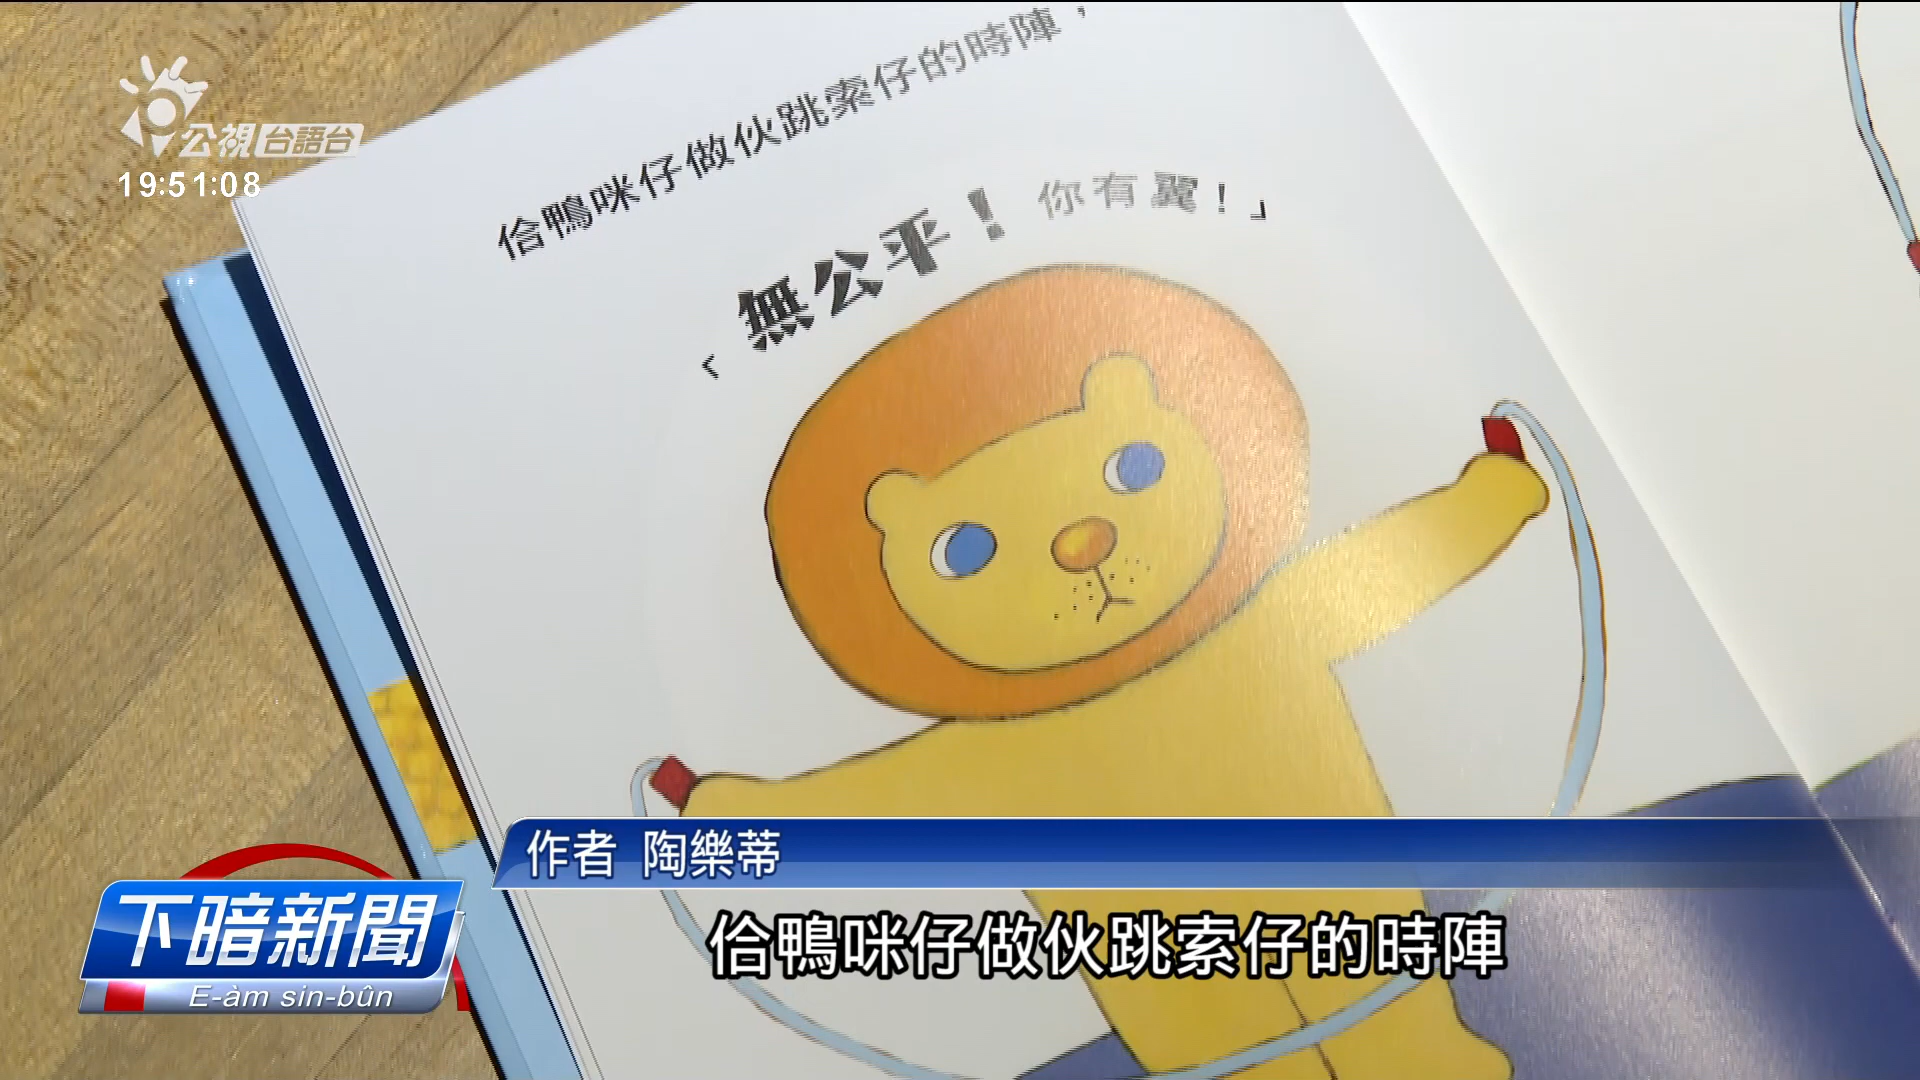 公視台語台
19:51:08
佮鴨咪仔做伙跳索仔的時陣，
「無公平！你有翼！」
作者 陶樂蒂
下暗新聞
E-àm sin-bûn
佮鴨咪仔做伙跳索仔的時陣